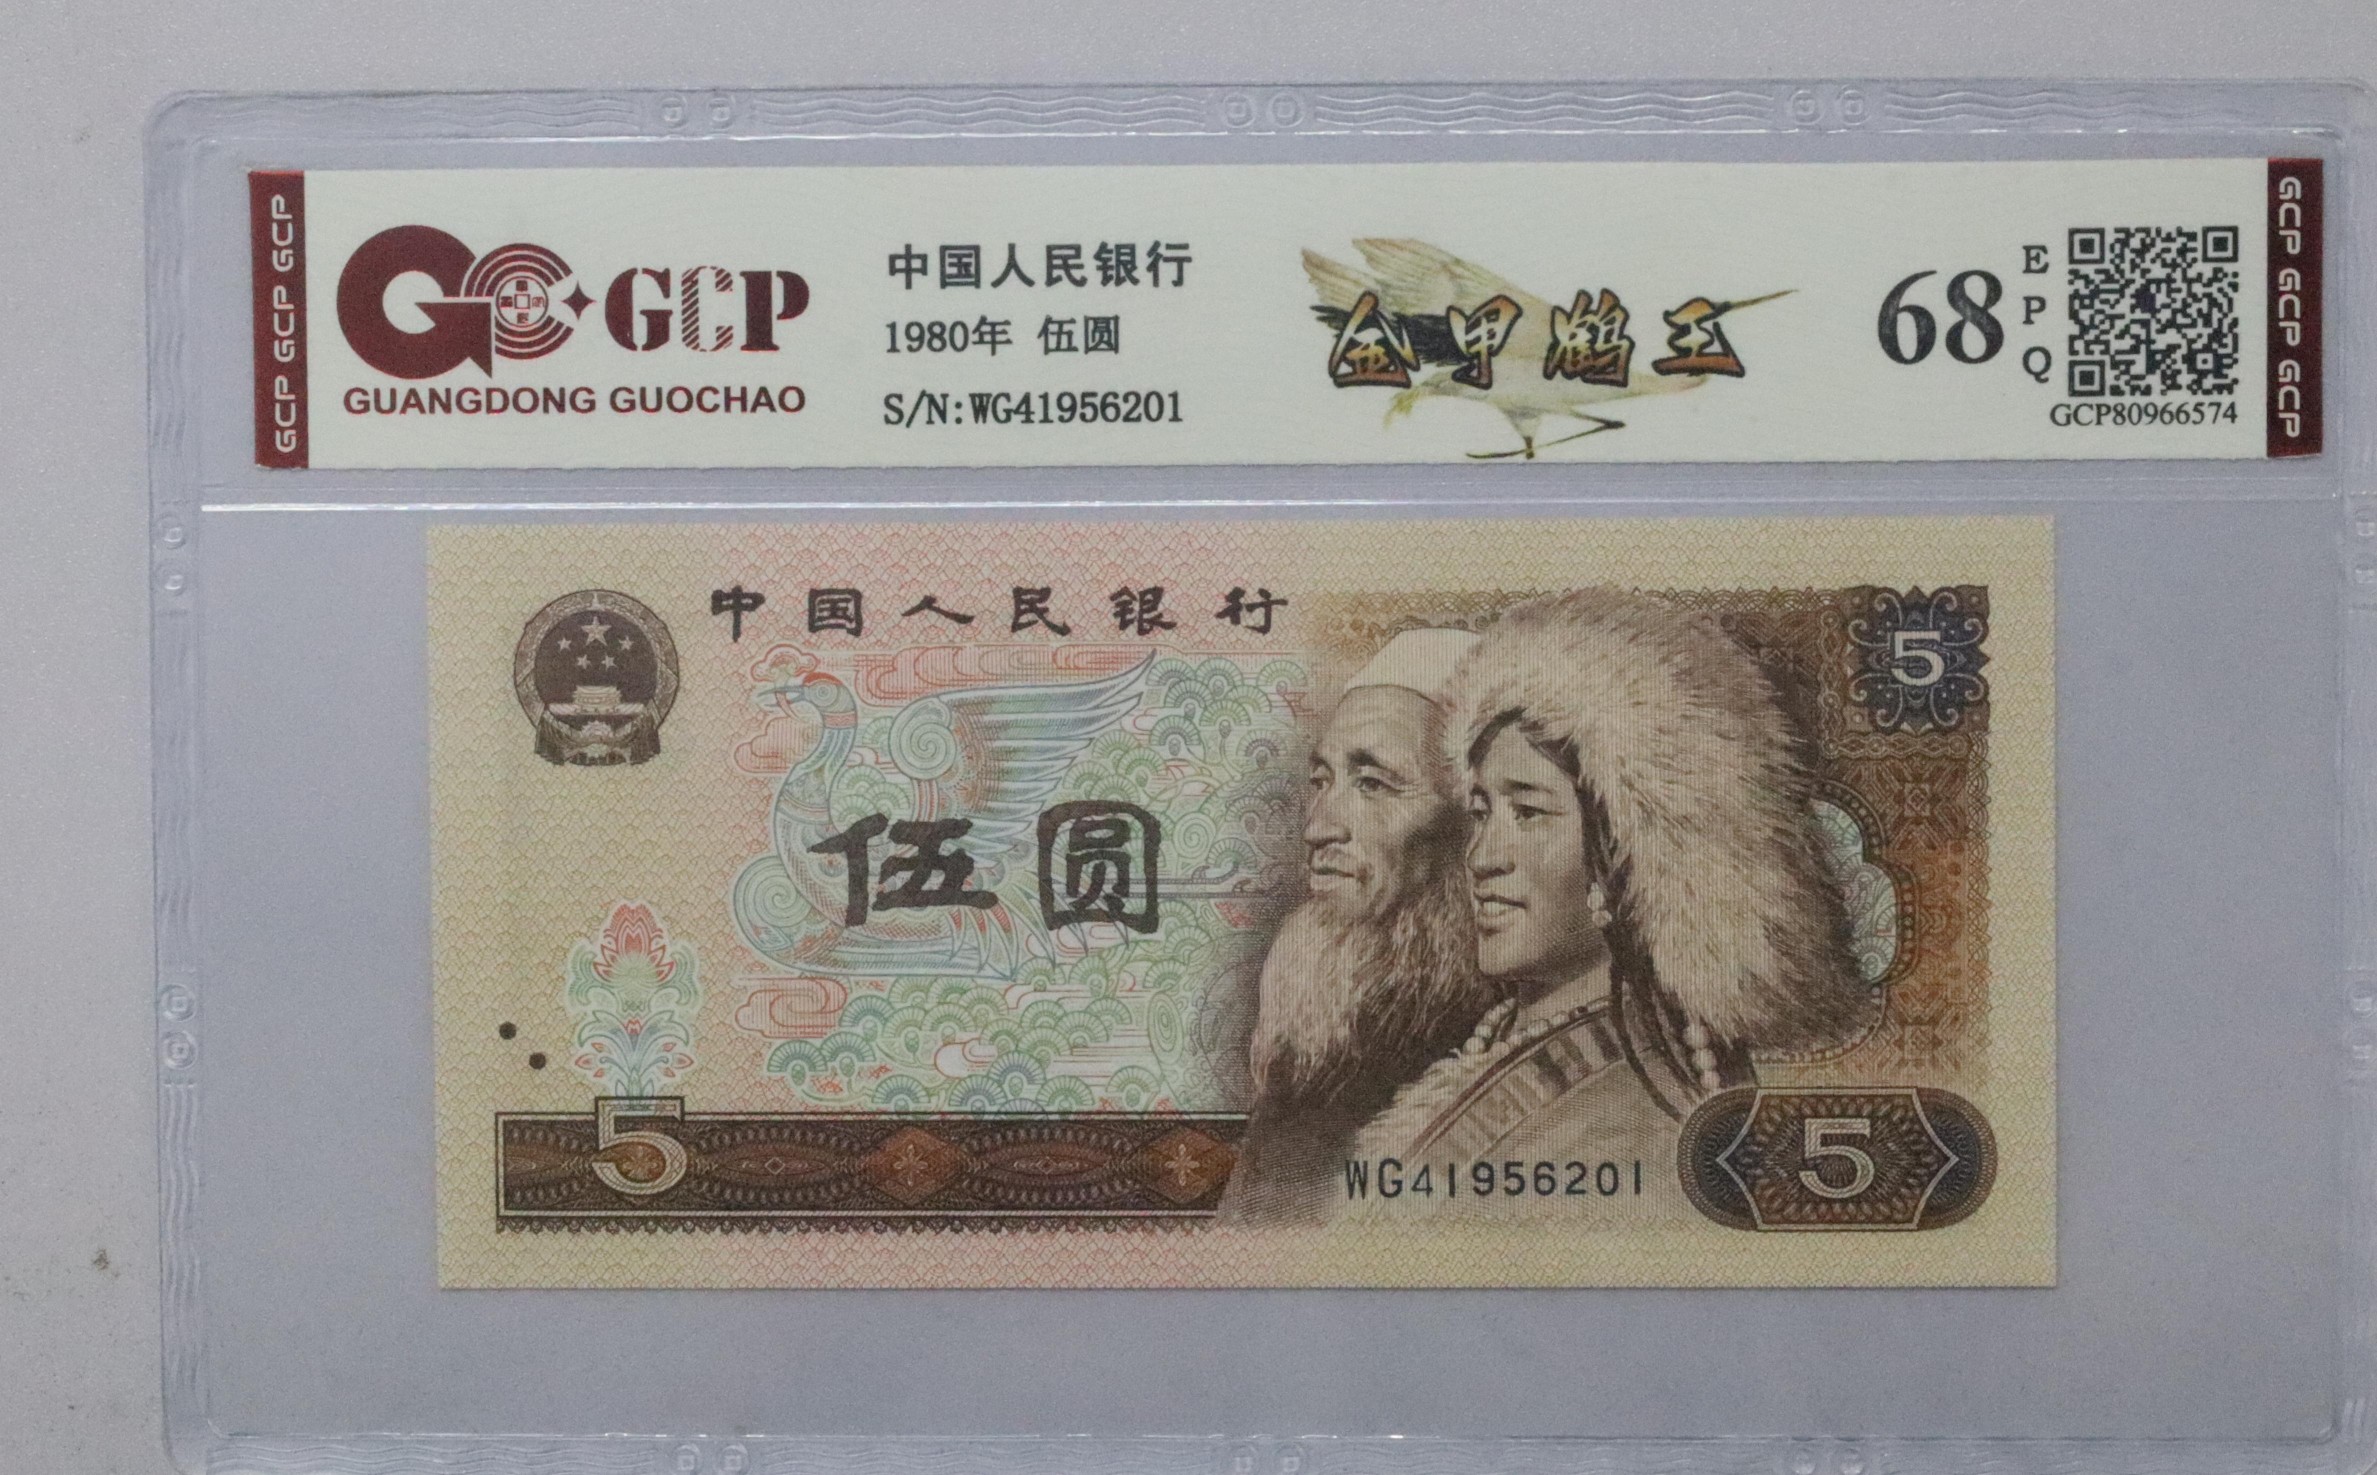 GCP GCP GCP
GCP
GUANGDONG GUOCHAO
中国人民银行
1980年 伍圆
S/N:WG41956201
金甲鹤王
68
EPQ
GCP80966574
GCP GCP GCP
中国人民银行
5
伍圆
5
WG41956201
5